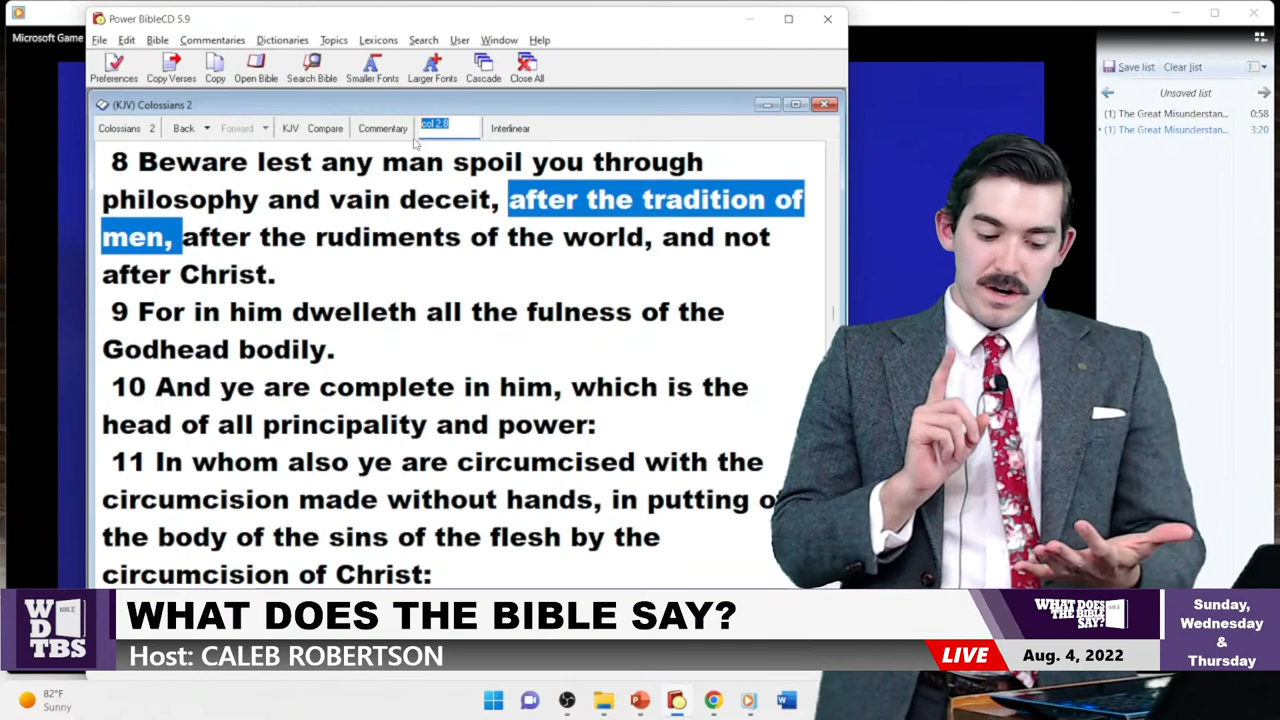 Power BibleCD 5.9
Microsoft Game
File Edit Bible Commentaries Dictionaries Topics Lexicons Search User Window Help
Preferences Copy Verses Copy Open Bible Search Bible Smaller Fonts Larger Fonts Cascade Close All
Save list Clear list
Unsaved list
(1) The Great Misunderstan... 0:58
(1) The Great Misunderstan... 3:20
(KJV) Colossians 2
Colossians 2 Back Forward KJV Compare Commentary col 2:8 Interlinear
8 Beware lest any man spoil you through
philosophy and vain deceit, after the tradition of
men, after the rudiments of the world, and not
after Christ.
9 For in him dwelleth all the fulness of the
Godhead bodily.
10 And ye are complete in him, which is the
head of all principality and power:
11 In whom also ye are circumcised with the
circumcision made without hands, in putting
the body of the sins of the flesh by the
circumcision of Christ:
W BIBLE
D
TBS
WHAT DOES THE BIBLE SAY?
Host: CALEB ROBERTSON
WHAT DOES
THE BIBLE
SAY?
LIVE Aug. 4, 2022
Sunday,
Wednesday
&
Thursday
82°F
Sunny